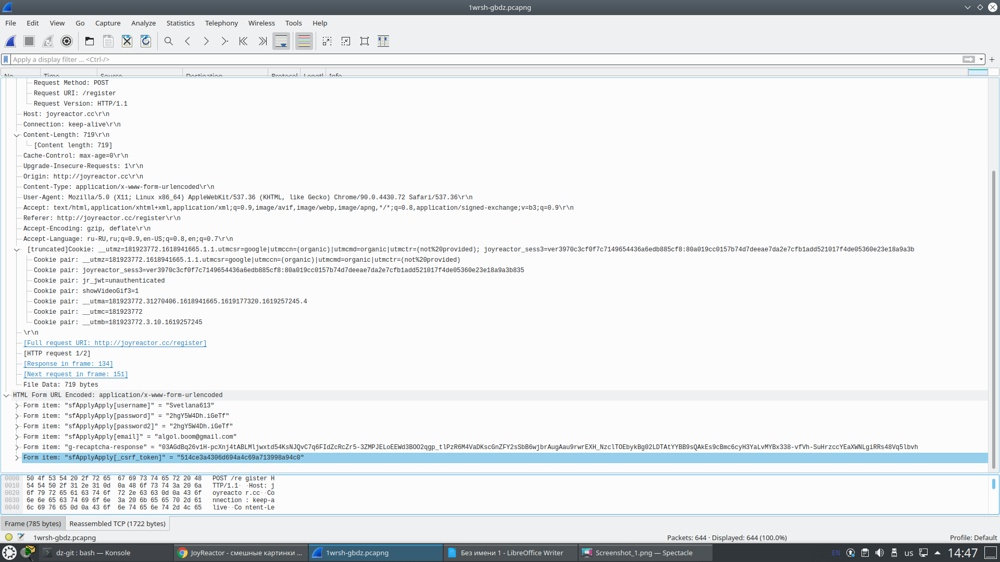 1wrsh-gbdz.pcapng
File Edit View Go Capture Analyze Statistics Telephony Wireless Tools Help
Apply a display filter ... <Ctrl-/>
No. Time Source Destination Protocol Length Info
Request Method: POST
Request URI: /register
Request Version: HTTP/1.1
Host: joyreactor.cc\r\n
Connection: keep-alive\r\n
Content-Length: 719\r\n
[Content length: 719]
Cache-Control: max-age=0\r\n
Upgrade-Insecure-Requests: 1\r\n
Origin: http://joyreactor.cc\r\n
Content-Type: application/x-www-form-urlencoded\r\n
User-Agent: Mozilla/5.0 (X11; Linux x86_64) AppleWebKit/537.36 (KHTML, like Gecko) Chrome/90.0.4430.72 Safari/537.36\r\n
Accept: text/html,application/xhtml+xml,application/xml;q=0.9,image/avif,image/webp,image/apng,*/*;q=0.8,application/signed-exchange;v=b3;q=0.9\r\n
Referer: http://joyreactor.cc/register\r\n
Accept-Encoding: gzip, deflate\r\n
Accept-Language: ru-RU,ru;q=0.9,en-US;q=0.8,en;q=0.7\r\n
[truncated]Cookie: __utmz=181923772.1618941665.1.1.utmcsr=google|utmccn=(organic)|utmcmd=organic|utmctr=(not%20provided); joyreactor_sess3=ver3970c3cf0f7c7149654436a6edb885cf8:80a019cc0157b74d7deeae7da2e7cfb1add521017f4de05360e23e18a9a3b
Cookie pair: __utmz=181923772.1618941665.1.1.utmcsr=google|utmccn=(organic)|utmcmd=organic|utmctr=(not%20provided)
Cookie pair: joyreactor_sess3=ver3970c3cf0f7c7149654436a6edb885cf8:80a019cc0157b74d7deeae7da2e7cfb1add521017f4de05360e23e18a9a3b835
Cookie pair: jr_jwt=unauthenticated
Cookie pair: showVideoGif3=1
Cookie pair: __utma=181923772.31270406.1618941665.1619177320.1619257245.4
Cookie pair: __utmc=181923772
Cookie pair: __utmb=181923772.3.10.1619257245
\r\n
[Full request URI: http://joyreactor.cc/register]
[HTTP request 1/2]
[Response in frame: 134]
[Next request in frame: 151]
File Data: 719 bytes
HTML Form URL Encoded: application/x-www-form-urlencoded
Form item: "sfApplyApply[username]" = "Svetlana613"
Form item: "sfApplyApply[password]" = "2hgY5W4Dh.iGeTf"
Form item: "sfApplyApply[password2]" = "2hgY5W4Dh.iGeTf"
Form item: "sfApplyApply[email]" = "algol.boom@gmail.com"
Form item: "g-recaptcha-response" = "03AGdBq26v1H-pcXnj4tABLMljwxtd54KsNJQvC7q6FIdZcRcZr5-3ZMPJELoEEWd3BOO2qgp_tlPzR6M4VaDKscGnZFY2sSbB6wjbrAugAau9rwrEXH_NzclTOEbykBg02LDTAtYYBB9sQAkEs9cBmc6cyH3YaLvMYBx338-vfVh-SuHrzccYEaXWNLgiRRs48Vq5lbvh
Form item: "sfApplyApply[_csrf_token]" = "514ce3a4306d694a4c69a713998a94c0"
0000 50 4f 53 54 20 2f 72 65 67 69 73 74 65 72 20 48 POST /re gister H
0010 54 54 50 2f 31 2e 31 0d 0a 48 6f 73 74 3a 20 6a TTP/1.1· ·Host: j
0020 6f 79 72 65 61 63 74 6f 72 2e 63 63 0d 0a 43 6f oyreacto r.cc··Co
0030 6e 6e 65 63 74 69 6f 6e 3a 20 6b 65 65 70 2d 61 nnection : keep-a
0040 6c 69 76 65 0d 0a 43 6f 6e 74 65 6e 74 2d 4c 65 live··Co ntent-Le
Frame (785 bytes) Reassembled TCP (1722 bytes)
1wrsh-gbdz.pcapng Packets: 644 · Displayed: 644 (100.0%) Profile: Default
dz-git : bash — Konsole JoyReactor - смешные картинки ... 1wrsh-gbdz.pcapng Без имени 1 - LibreOffice Writer Screenshot_1.png — Spectacle EN us 14:47